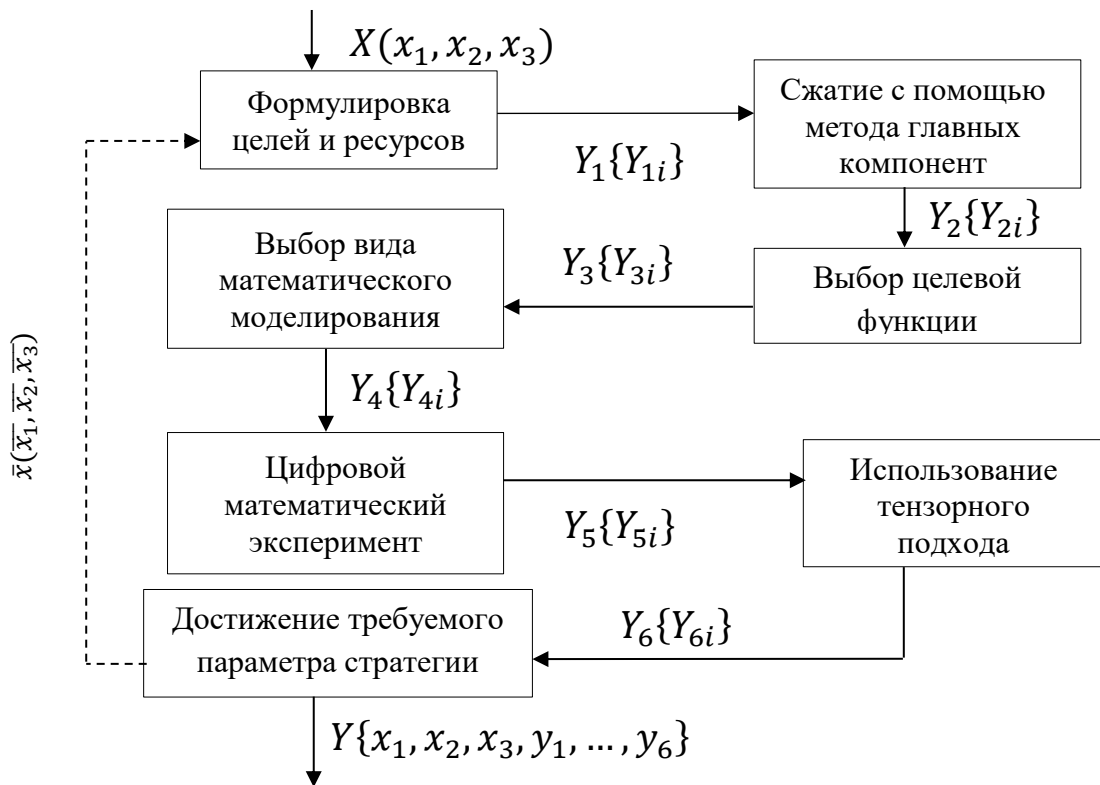 X(x₁, x₂, x₃)
Формулировка
целей и ресурсов
Y₁{Y₁ᵢ}
Сжатие с помощью
метода главных
компонент
Y₂{Y₂ᵢ}
Выбор целевой
функции
Y₃{Y₃ᵢ}
Выбор вида
математического
моделирования
Y₄{Y₄ᵢ}
Цифровой
математический
эксперимент
Y₅{Y₅ᵢ}
Использование
тензорного
подхода
Y₆{Y₆ᵢ}
Достижение требуемого
параметра стратегии
x̄(x̄₁, x̄₂, x̄₃)
Y{x₁, x₂, x₃, y₁, … , y₆}